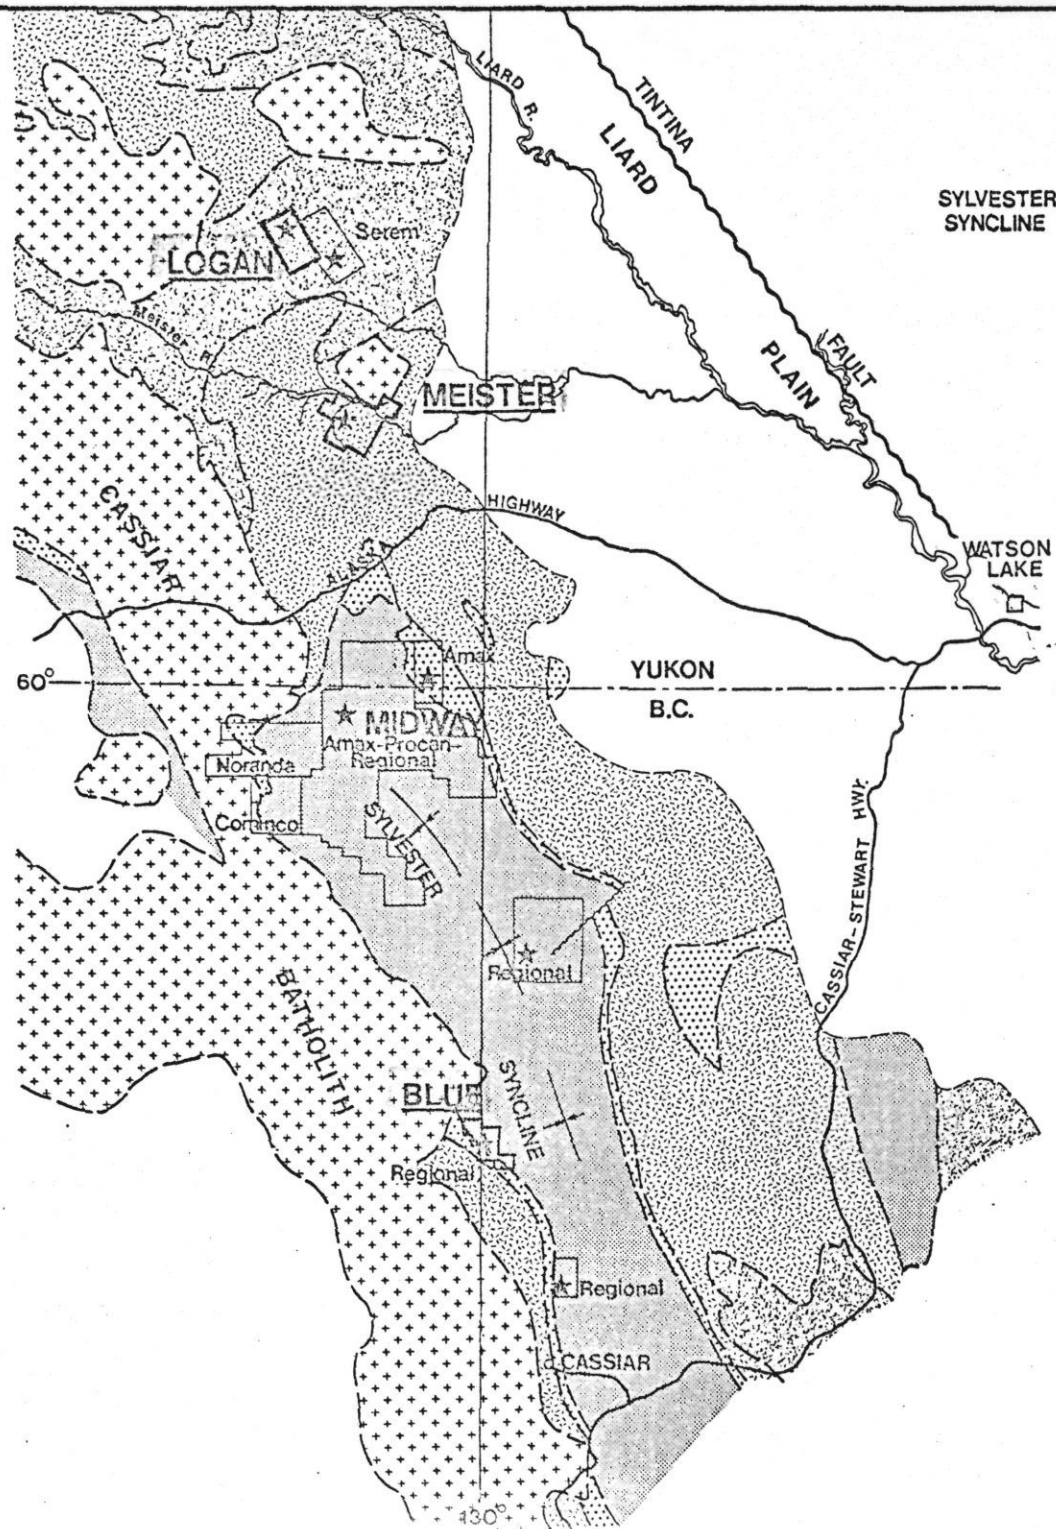 LIARD R.
TINTINA
LIARD
SYLVESTER
SYNCLINE
Serem
LOGAN
Meister R.
PLAIN
FAULT
MEISTER
CASSIAR
HIGHWAY
ALASKA
WATSON
LAKE
Amax
60°
YUKON
B.C.
MIDWAY
Amax-Procan-
Regional
Noranda
Cominco
SYLVESTER
CASSIAR-STEWART HWY.
Regional
BATHOLITH
SYNCLINE
BLUE
Regional
Regional
CASSIAR
130°